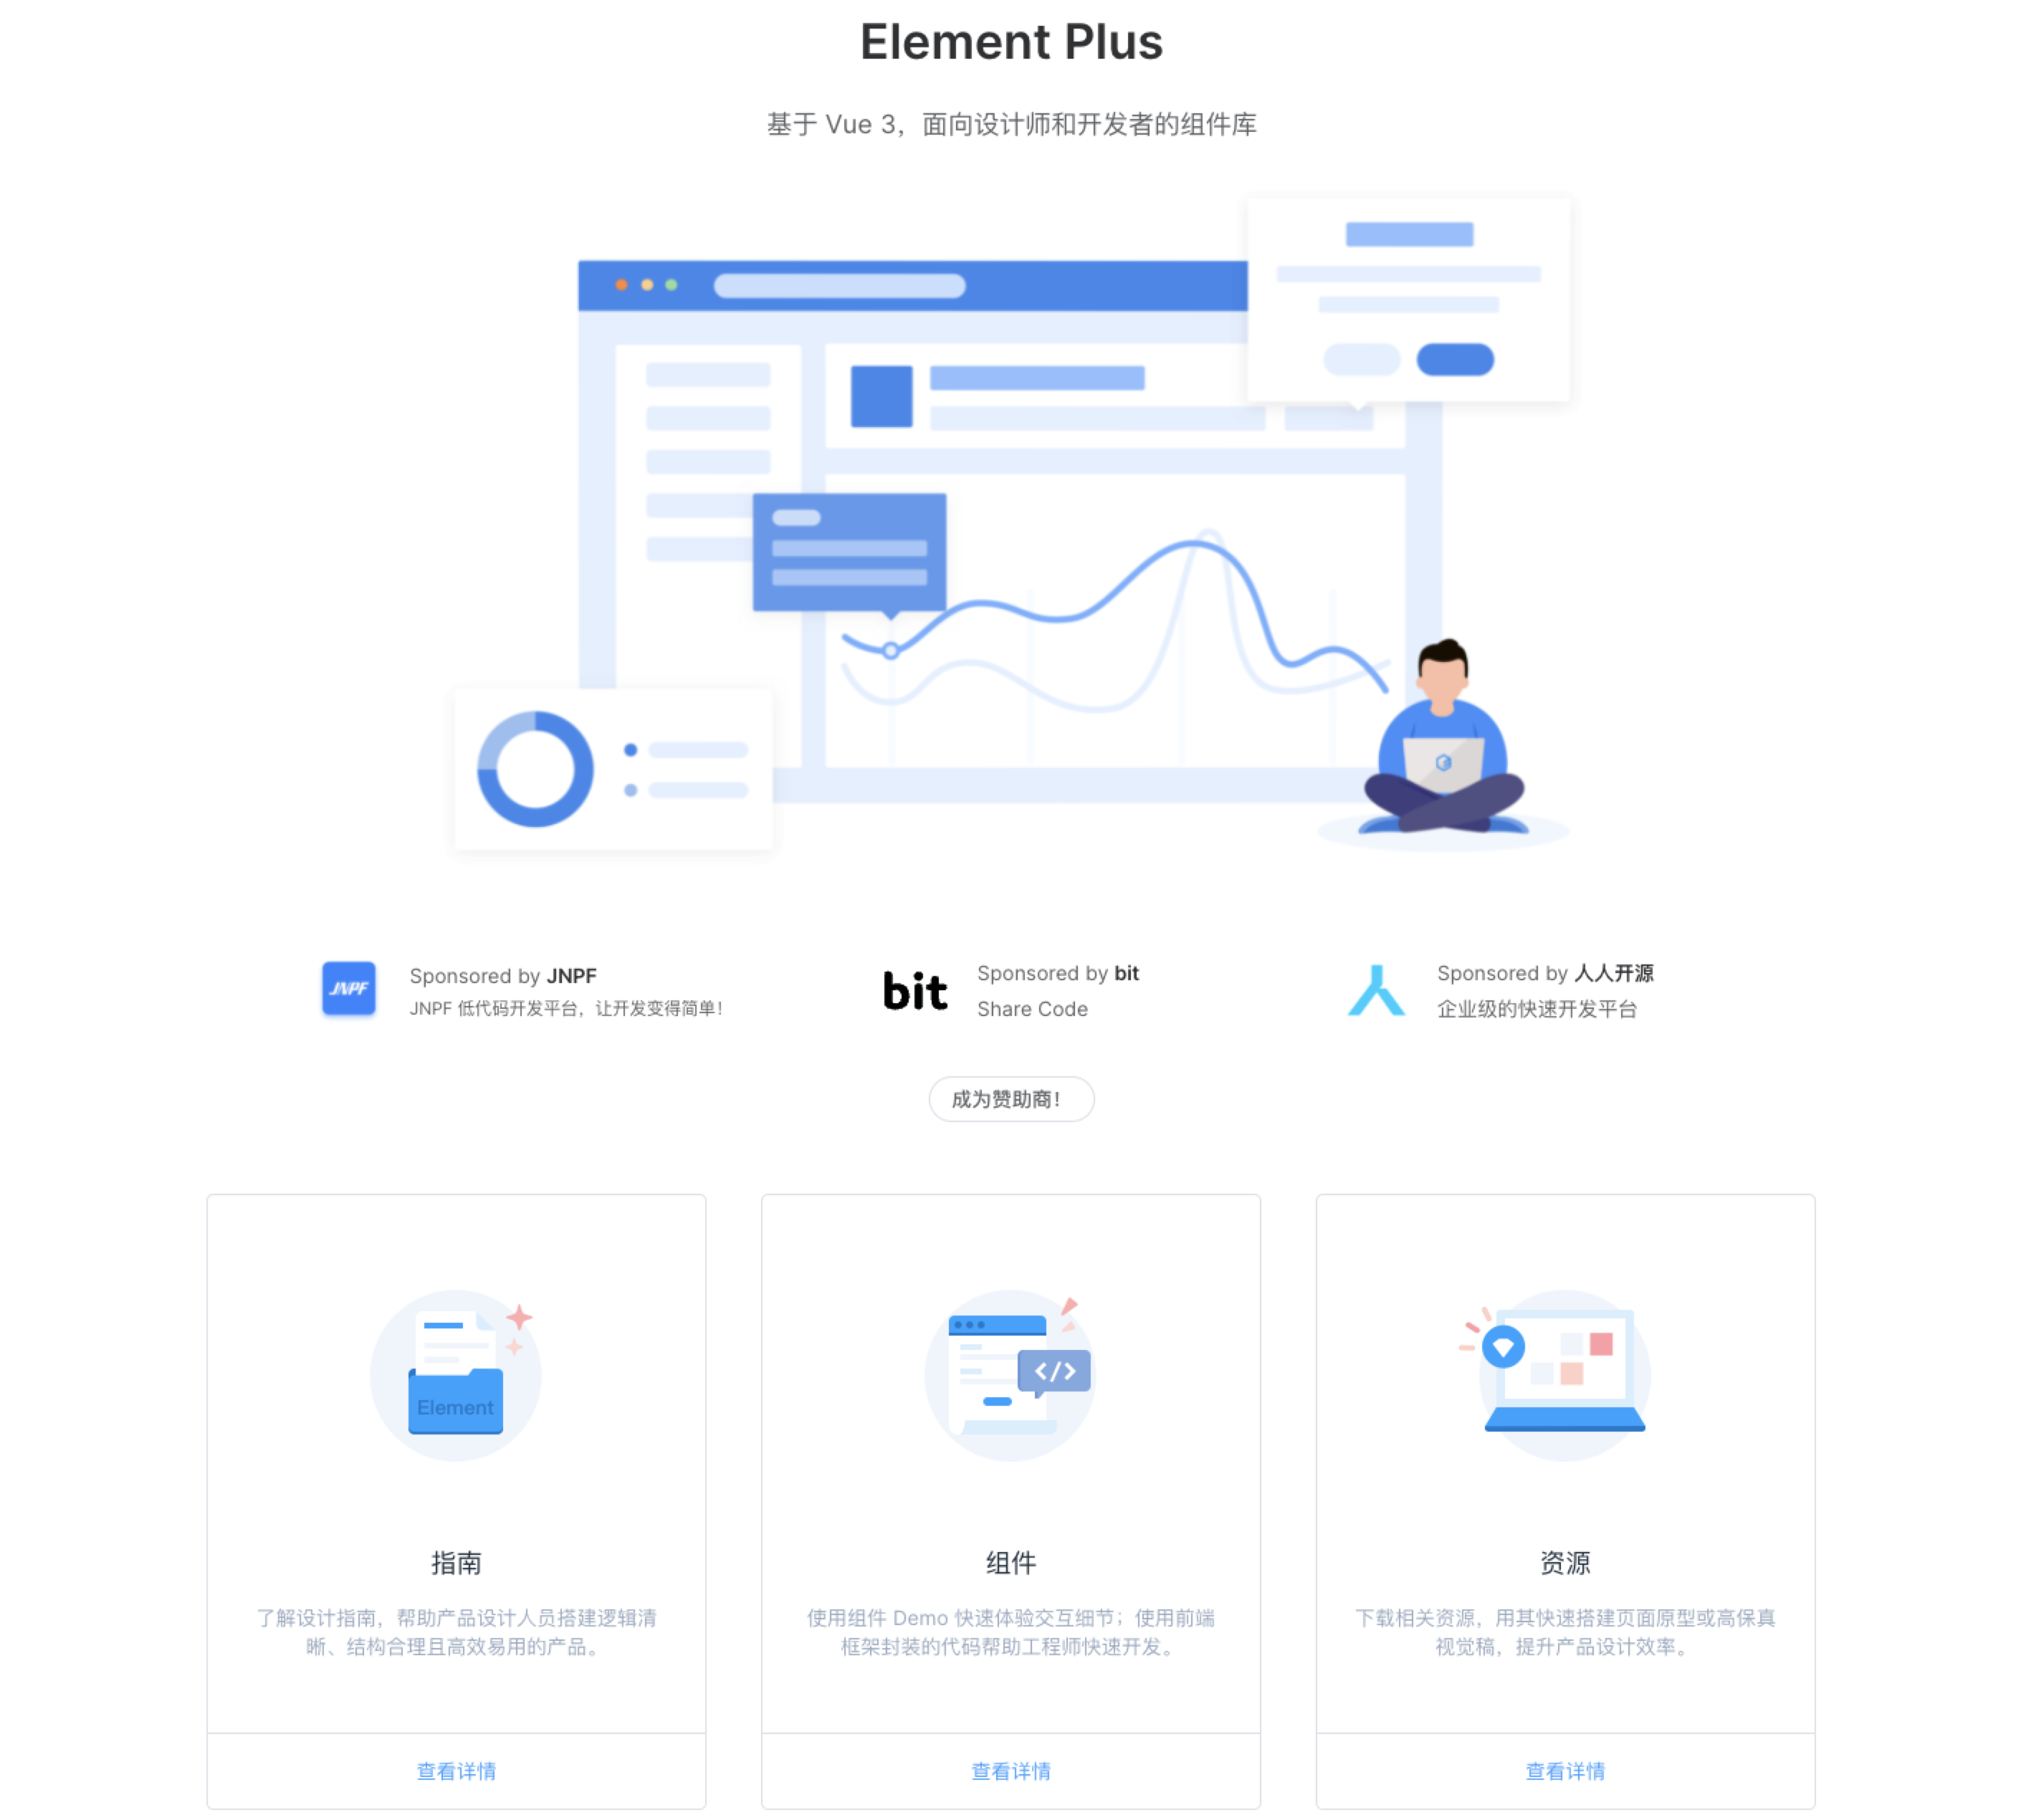 Element Plus
基于 Vue 3，面向设计师和开发者的组件库
JNPF
Sponsored by JNPF
JNPF 低代码开发平台，让开发变得简单！
bit
Sponsored by bit
Share Code
Sponsored by 人人开源
企业级的快速开发平台
成为赞助商！
Element
指南
了解设计指南，帮助产品设计人员搭建逻辑清
晰、结构合理且高效易用的产品。
查看详情
</>
组件
使用组件 Demo 快速体验交互细节；使用前端
框架封装的代码帮助工程师快速开发。
查看详情
资源
下载相关资源，用其快速搭建页面原型或高保真
视觉稿，提升产品设计效率。
查看详情